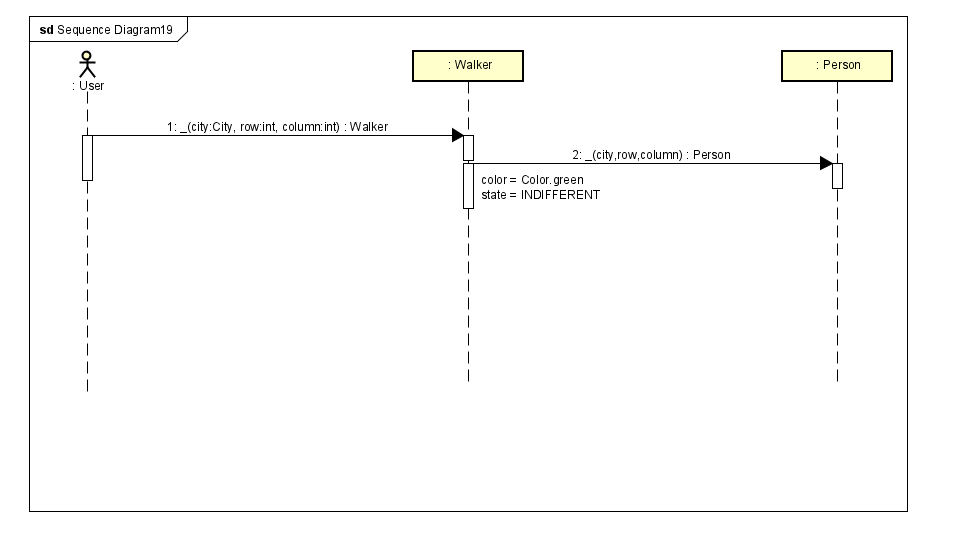 sd Sequence Diagram19
: User
: Walker
: Person
1: _(city:City, row:int, column:int) : Walker
2: _(city,row,column) : Person
color = Color.green
state = INDIFFERENT